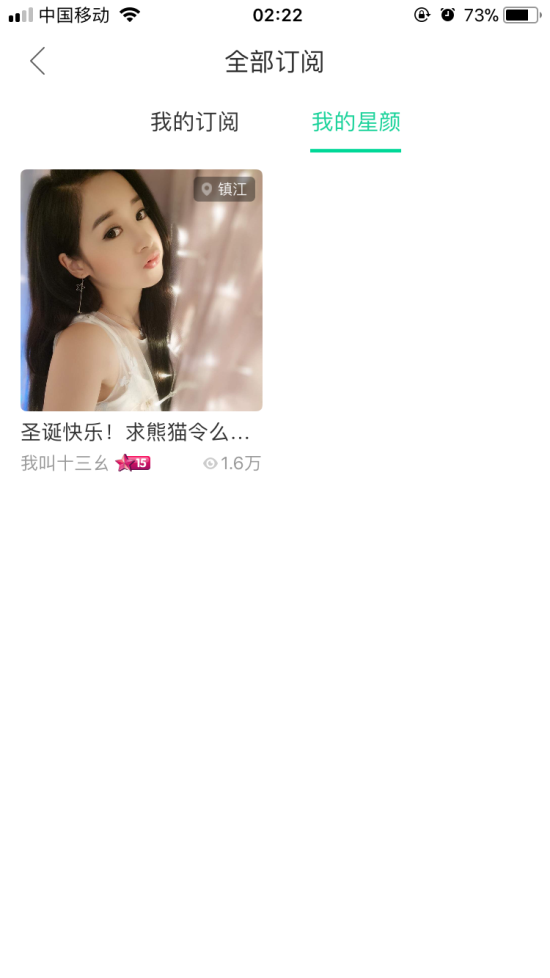 中国移动 02:22 73%
全部订阅
我的订阅 我的星颜
镇江
圣诞快乐！求熊猫令么...
我叫十三幺 15 1.6万